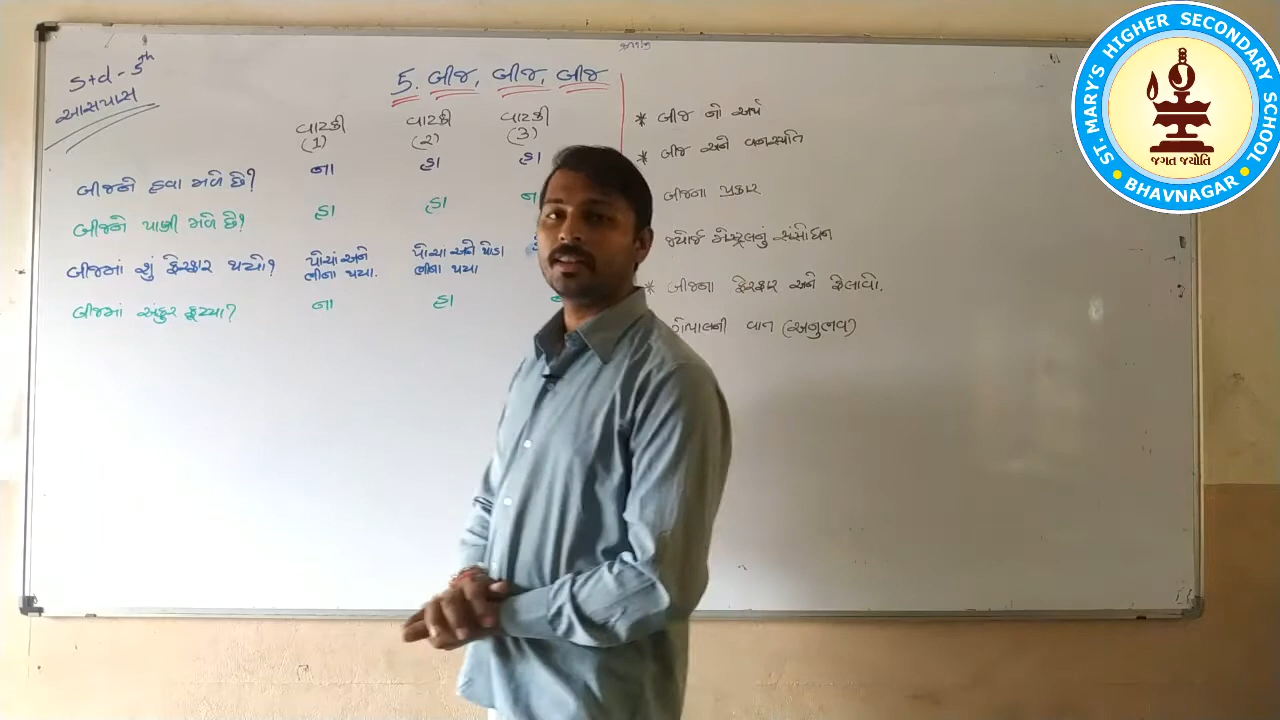 Std - 5th
આસપાસ
5. બીજ, બીજ, બીજ
વાટકી (1) વાટકી (૨) વાટકી (3)
બીજને હવા મળે છે? ના હા હા
બીજને પાણી મળે છે? હા હા
બીજમાં શું ફેરફાર થયો? પોચાં અને ભીના થયા. પોચા અને થોડા ભીના થયા
બીજમાં અંકુર ફૂટ્યા? ના હા
* બીજ નો અર્થ
* બીજ અને વનસ્પતિ
બીજના પ્રકાર
જ્યોર્જ મેસ્ટ્રલનું સંશોધન
* બીજના ફેરફાર અને ફેલાવો.
ગોપાલની વાત (અનુભવ)
ST. MARY'S HIGHER SECONDARY SCHOOL
જગત જ્યોતિ
• BHAVNAGAR •